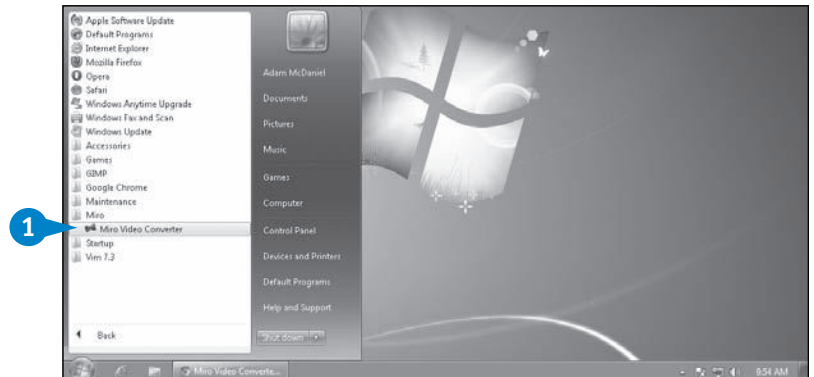 Apple Software Update
Default Programs
Internet Explorer
Mozilla Firefox
Opera
Safari
Windows Anytime Upgrade
Windows Fax and Scan
Windows Update
Accessories
Games
GIMP
Google Chrome
Maintenance
Miro
1
Miro Video Converter
Startup
Vim 7.3
Back
Adam McDaniel
Documents
Pictures
Music
Games
Computer
Control Panel
Devices and Printers
Default Programs
Help and Support
Shut down
Miro Video Converte...
9:54 AM